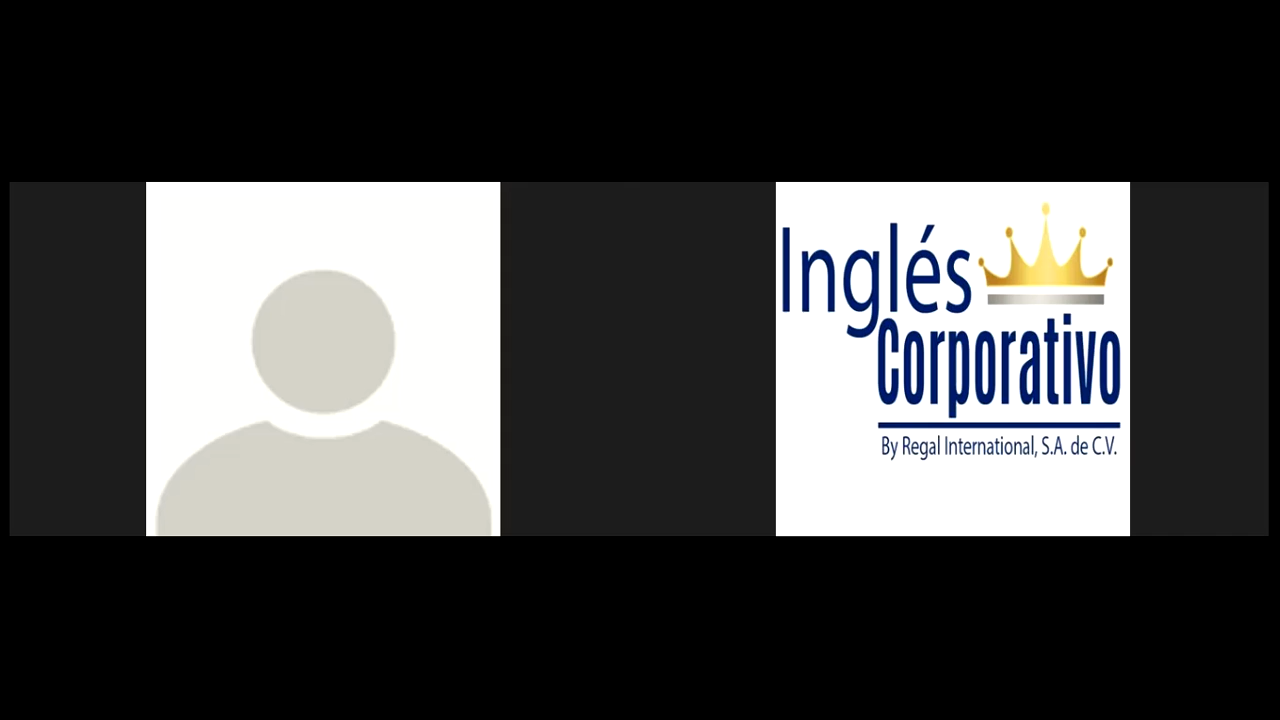 Inglés
Corporativo
By Regal International, S.A. de C.V.